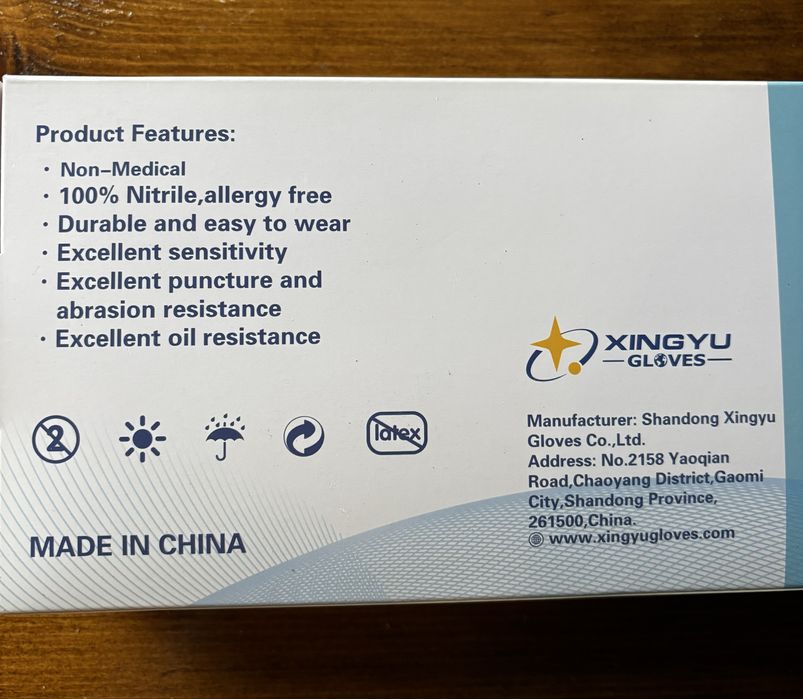 Product Features:
· Non-Medical
· 100% Nitrile,allergy free
· Durable and easy to wear
· Excellent sensitivity
· Excellent puncture and
abrasion resistance
· Excellent oil resistance
2
latex
MADE IN CHINA
XINGYU
GLOVES
Manufacturer: Shandong Xingyu
Gloves Co.,Ltd.
Address: No.2158 Yaoqian
Road,Chaoyang District,Gaomi
City,Shandong Province,
261500,China.
www.xingyugloves.com